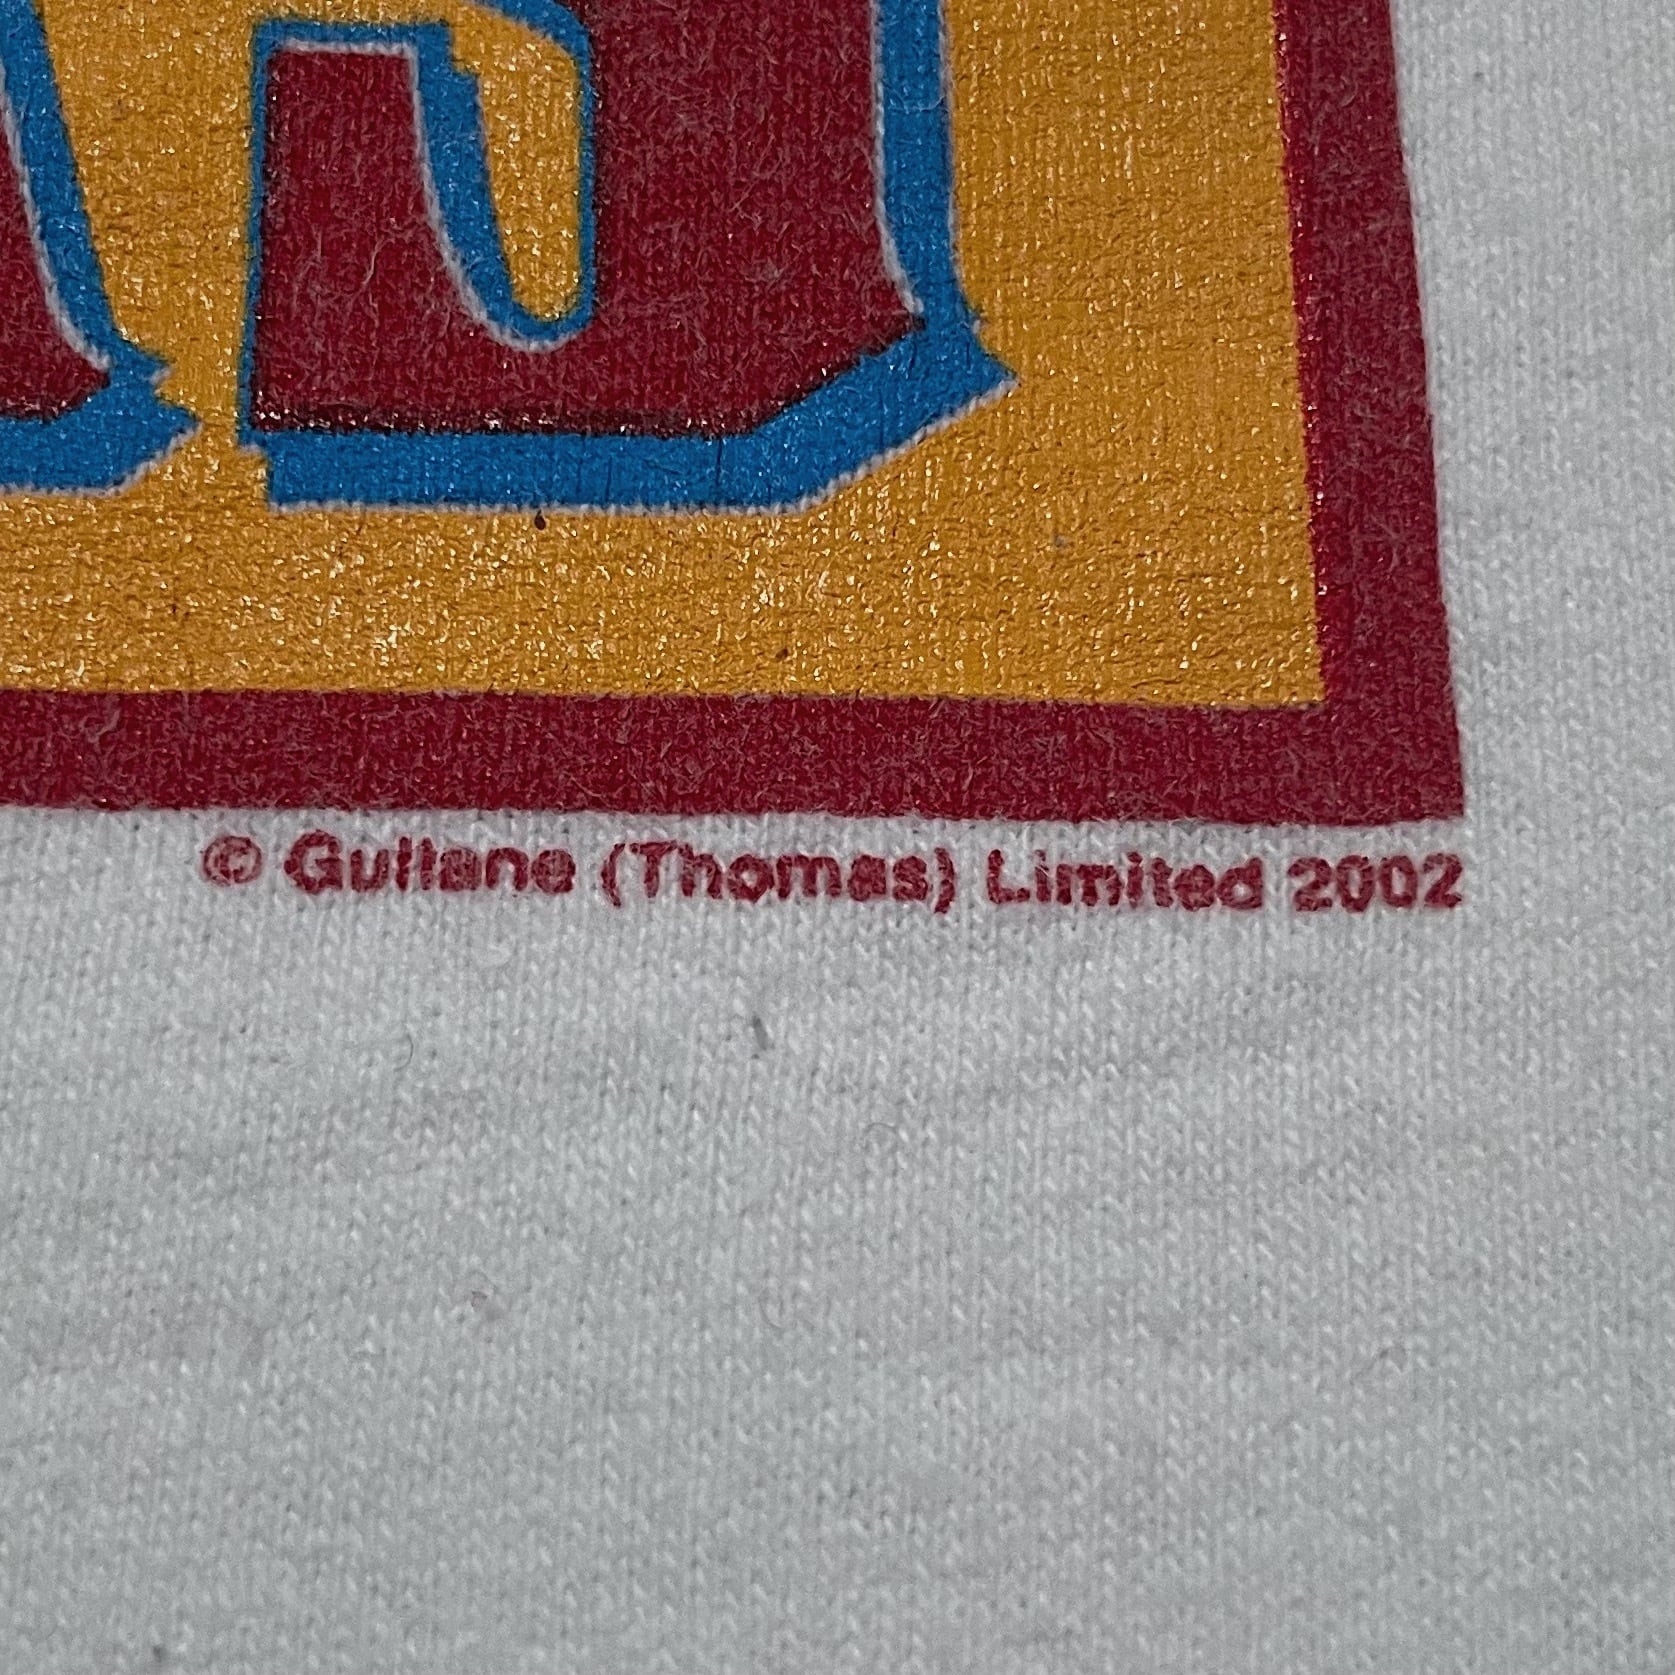 © Gullane (Thomas) Limited 2002